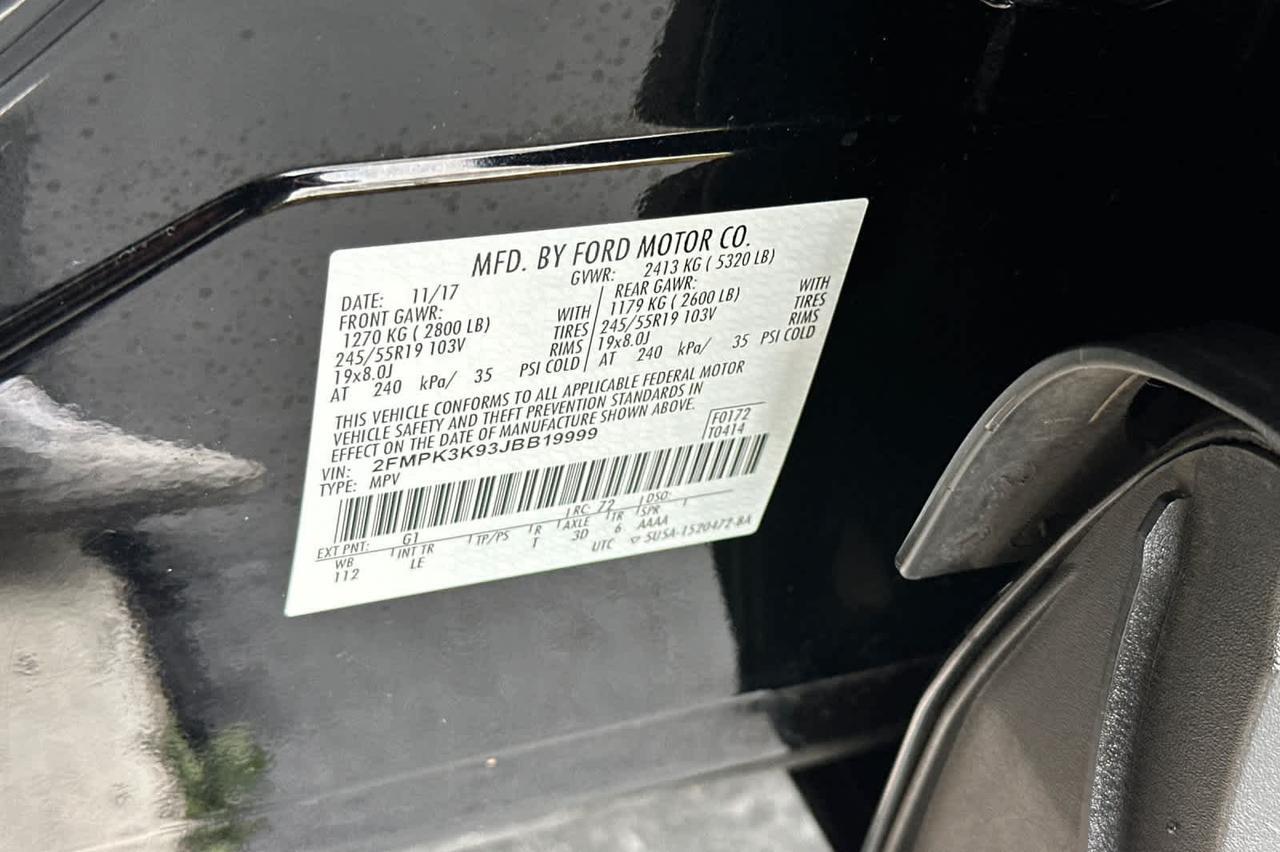 MFD. BY FORD MOTOR CO.
DATE: 11/17 GVWR: 2413 KG ( 5320 LB)
FRONT GAWR: REAR GAWR:
1270 KG ( 2800 LB) WITH 1179 KG ( 2600 LB) WITH
245/55R19 103V TIRES 245/55R19 103V TIRES
19x8.0J RIMS 19x8.0J RIMS
AT 240 kPa/ 35 PSI COLD AT 240 kPa/ 35 PSI COLD
THIS VEHICLE CONFORMS TO ALL APPLICABLE FEDERAL MOTOR
VEHICLE SAFETY AND THEFT PREVENTION STANDARDS IN
EFFECT ON THE DATE OF MANUFACTURE SHOWN ABOVE.
VIN: 2FMPK3K93JBB19999 F0172
TYPE: MPV T0414
EXT PNT: G1 RC: 72 DSO:
WB INT TR TP/PS R AXLE TR SPR
112 LE T 3D 6 AAAA
UTC SU5A-1520472-BA